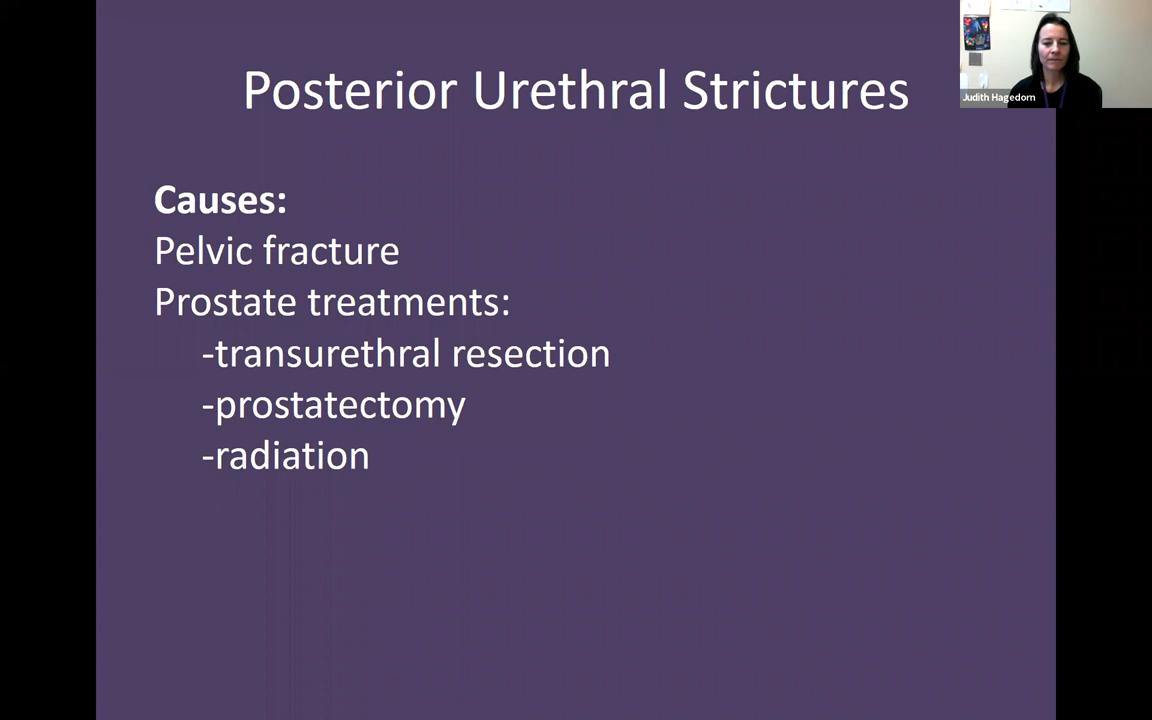 Posterior Urethral Strictures
Judith Hagedorn
Causes:
Pelvic fracture
Prostate treatments:
-transurethral resection
-prostatectomy
-radiation